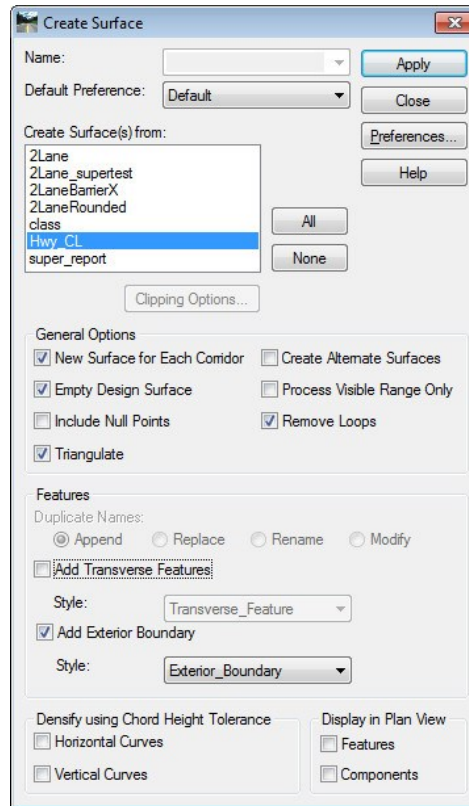 Create Surface
Name:
Apply
Default Preference:
Default
Close
Create Surface(s) from:
Preferences...
2Lane
2Lane_supertest
2LaneBarrierX
2LaneRounded
class
Hwy_CL
super_report
Help
All
None
Clipping Options...
General Options
New Surface for Each Corridor
Create Alternate Surfaces
Empty Design Surface
Process Visible Range Only
Include Null Points
Remove Loops
Triangulate
Features
Duplicate Names:
Append
Replace
Rename
Modify
Add Transverse Features
Style:
Transverse_Feature
Add Exterior Boundary
Style:
Exterior_Boundary
Densify using Chord Height Tolerance
Display in Plan View
Horizontal Curves
Features
Vertical Curves
Components